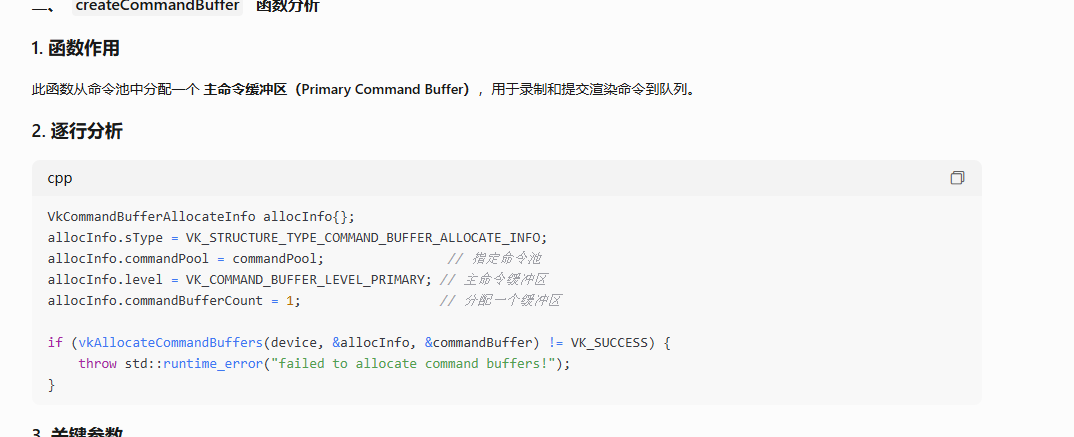 二、 createCommandBuffer 函数分析
1. 函数作用
此函数从命令池中分配一个 主命令缓冲区（Primary Command Buffer），用于录制和提交渲染命令到队列。
2. 逐行分析
cpp
VkCommandBufferAllocateInfo allocInfo{};
allocInfo.sType = VK_STRUCTURE_TYPE_COMMAND_BUFFER_ALLOCATE_INFO;
allocInfo.commandPool = commandPool; // 指定命令池
allocInfo.level = VK_COMMAND_BUFFER_LEVEL_PRIMARY; // 主命令缓冲区
allocInfo.commandBufferCount = 1; // 分配一个缓冲区
if (vkAllocateCommandBuffers(device, &allocInfo, &commandBuffer) != VK_SUCCESS) {
throw std::runtime_error("failed to allocate command buffers!");
}
3. 关键参数